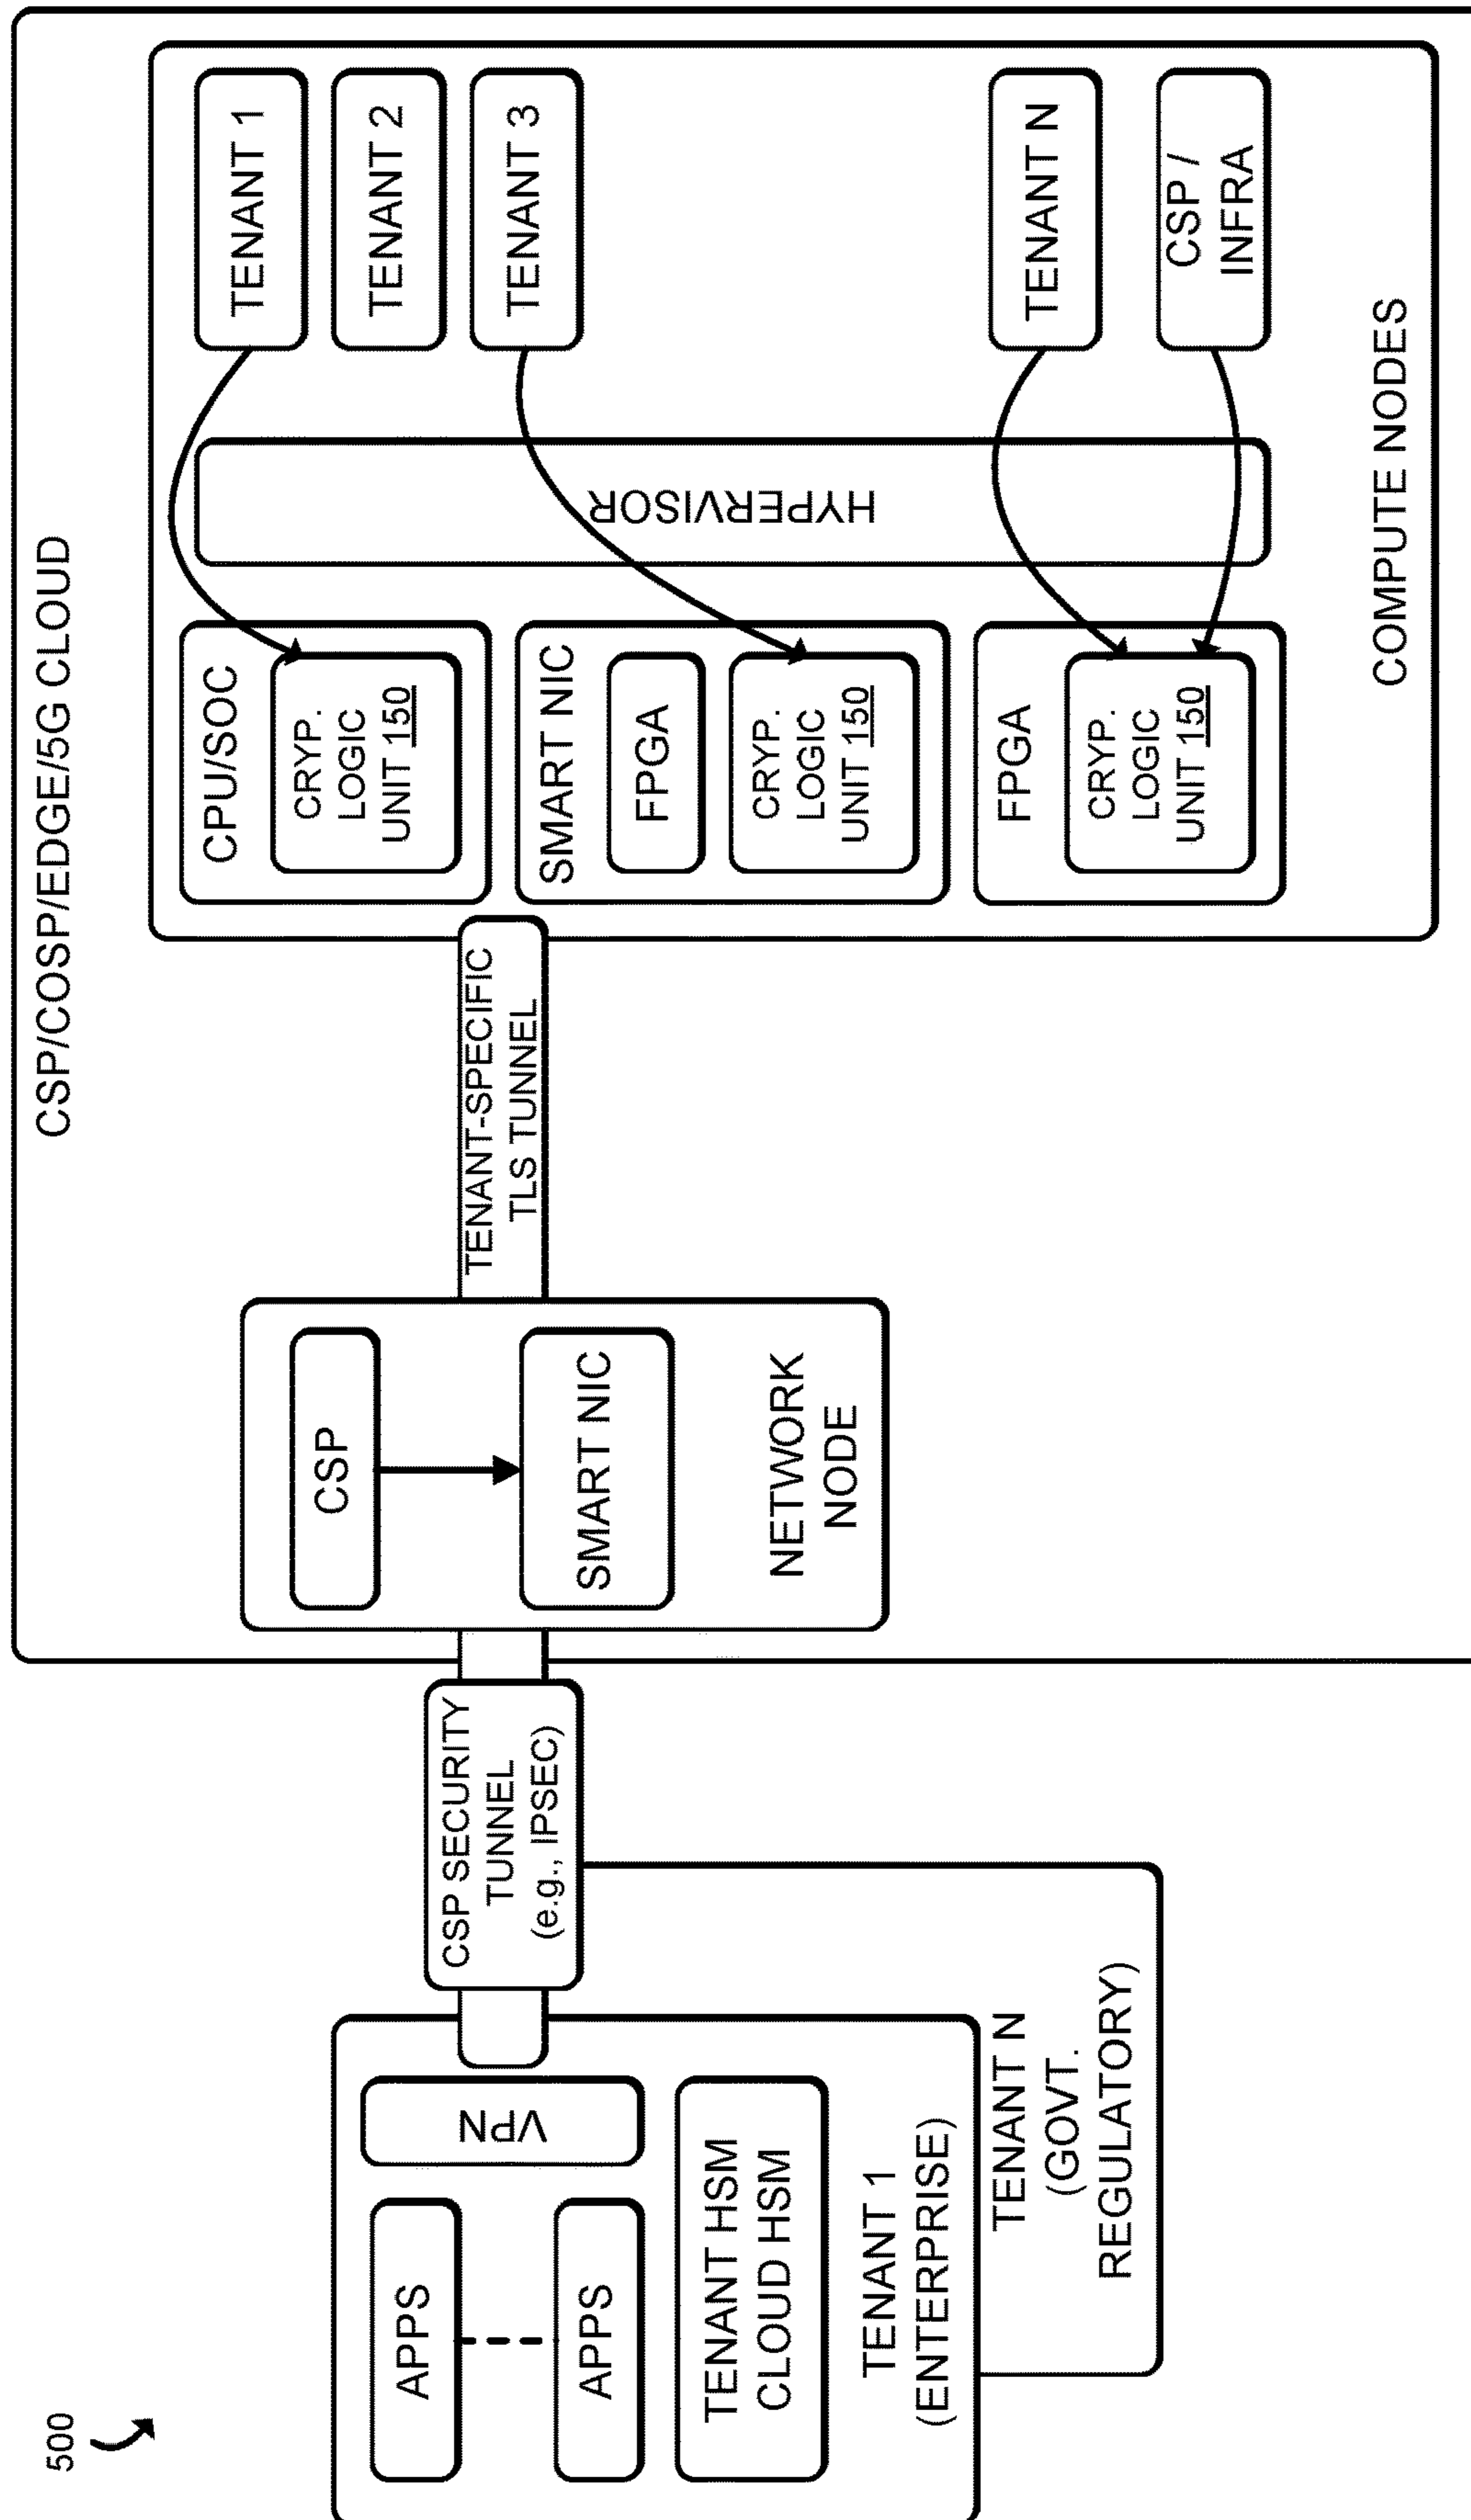 500
APPS
APPS
VPN
TENANT HSM
CLOUD HSM
TENANT 1
(ENTERPRISE)
TENANT N
(GOVT.
REGULATORY)
CSP SECURITY
TUNNEL
(e.g., IPSEC)
CSP/COSP/EDGE/5G CLOUD
CSP
SMART NIC
NETWORK
NODE
TENANT-SPECIFIC
TLS TUNNEL
CPU/SOC
CRYP.
LOGIC
UNIT 150
SMART NIC
FPGA
CRYP.
LOGIC
UNIT 150
FPGA
CRYP.
LOGIC
UNIT 150
HYPERVISOR
TENANT 1
TENANT 2
TENANT 3
TENANT N
CSP /
INFRA
COMPUTE NODES